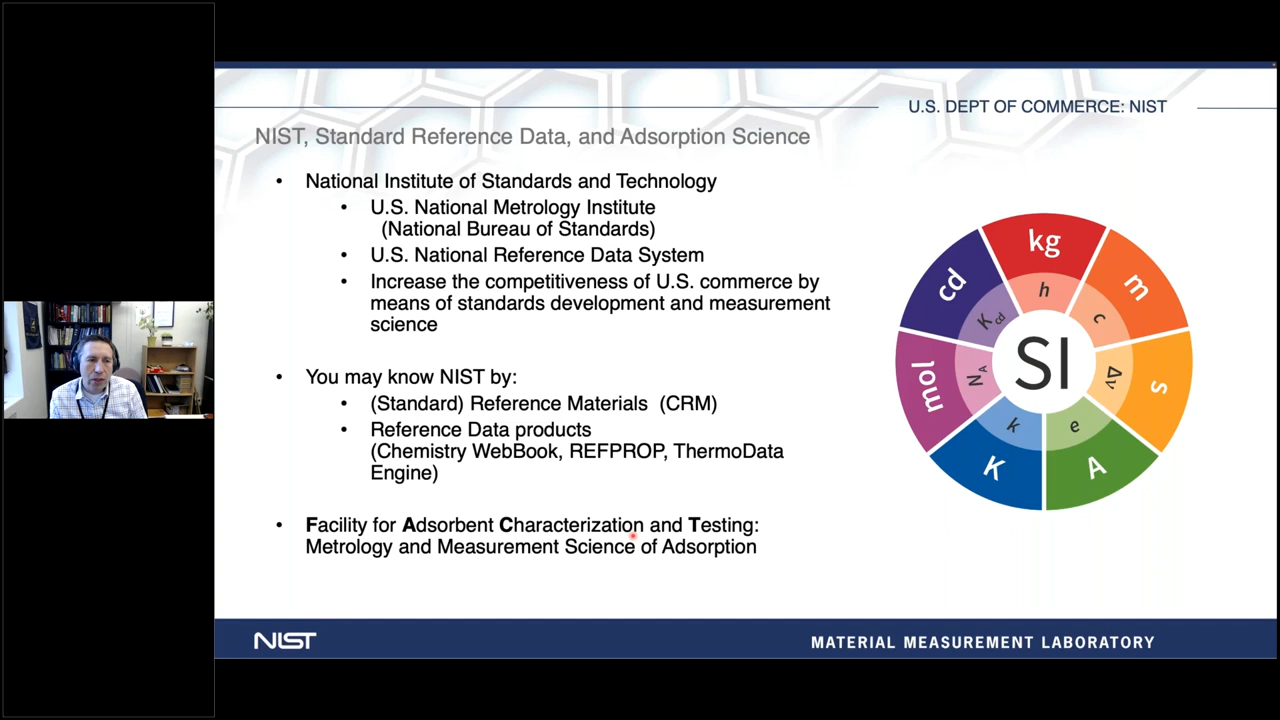 U.S. DEPT OF COMMERCE: NIST
NIST, Standard Reference Data, and Adsorption Science
• National Institute of Standards and Technology
• U.S. National Metrology Institute
(National Bureau of Standards)
• U.S. National Reference Data System
• Increase the competitiveness of U.S. commerce by
means of standards development and measurement
science
• You may know NIST by:
• (Standard) Reference Materials (CRM)
• Reference Data products
(Chemistry WebBook, REFPROP, ThermoData
Engine)
• Facility for Adsorbent Characterization and Testing:
Metrology and Measurement Science of Adsorption
kg
m
s
A
K
mol
cd
h
c
Δν
e
k
N_A
K_cd
SI
NIST
MATERIAL MEASUREMENT LABORATORY